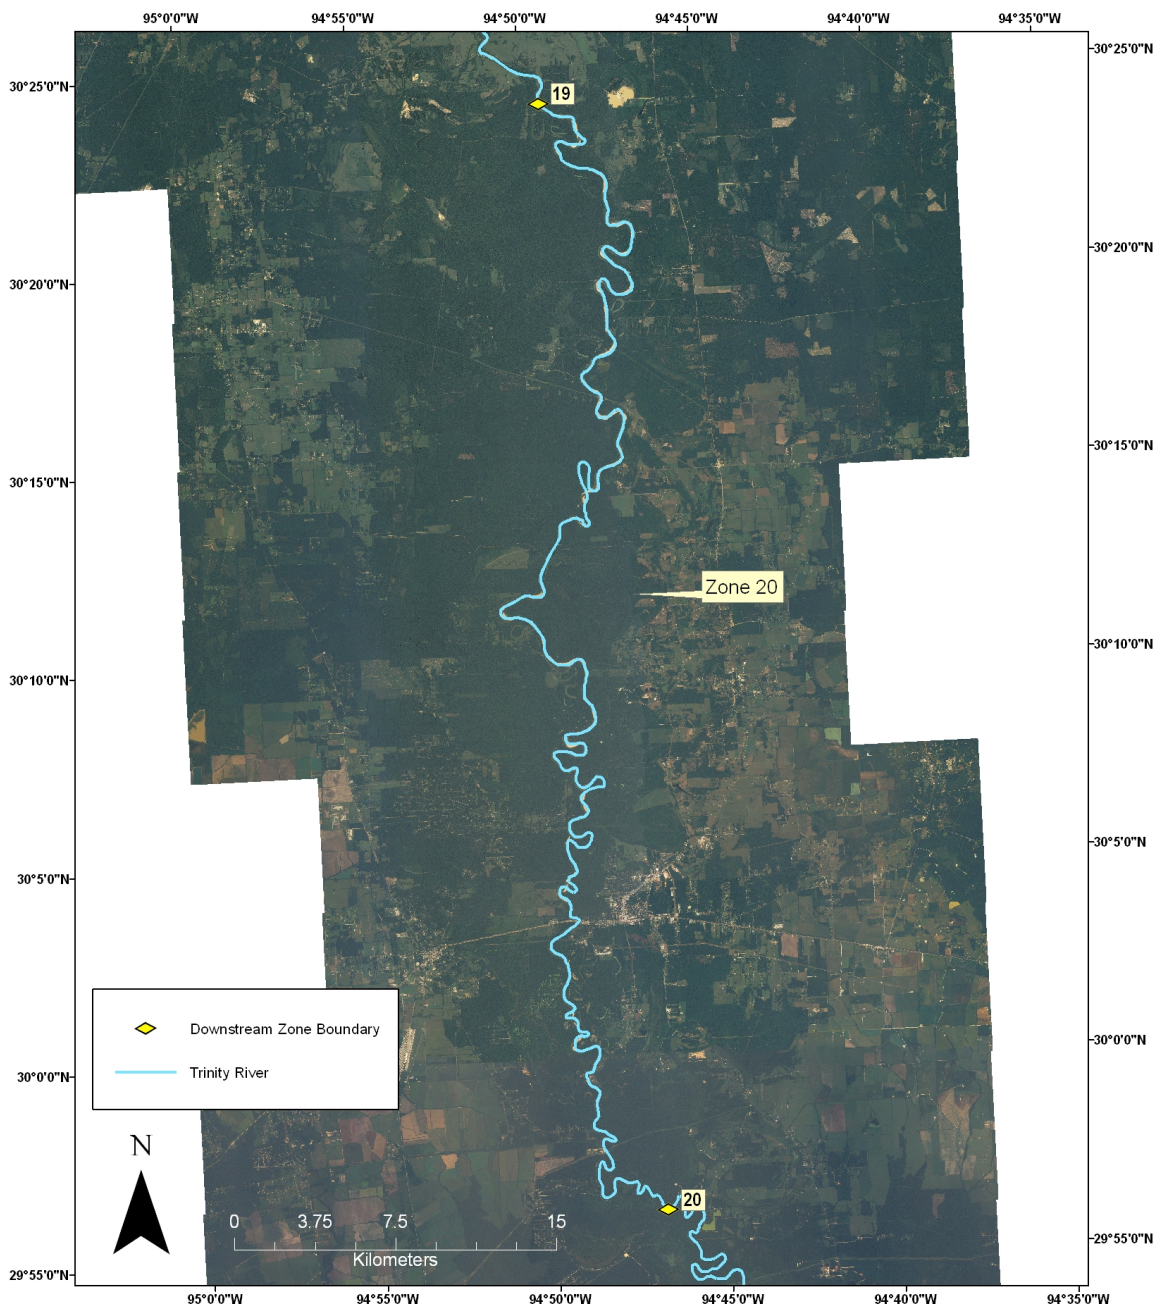 95°0'0"W 94°55'0"W 94°50'0"W 94°45'0"W 94°40'0"W 94°35'0"W
30°25'0"N
30°25'0"N
19
30°20'0"N
30°20'0"N
30°15'0"N
30°15'0"N
Zone 20
30°10'0"N
30°10'0"N
30°5'0"N
30°5'0"N
30°0'0"N
Downstream Zone Boundary
Trinity River
30°0'0"N
N
20
0 3.75 7.5 15
Kilometers
29°55'0"N
29°55'0"N
95°0'0"W 94°55'0"W 94°50'0"W 94°45'0"W 94°40'0"W 94°35'0"W